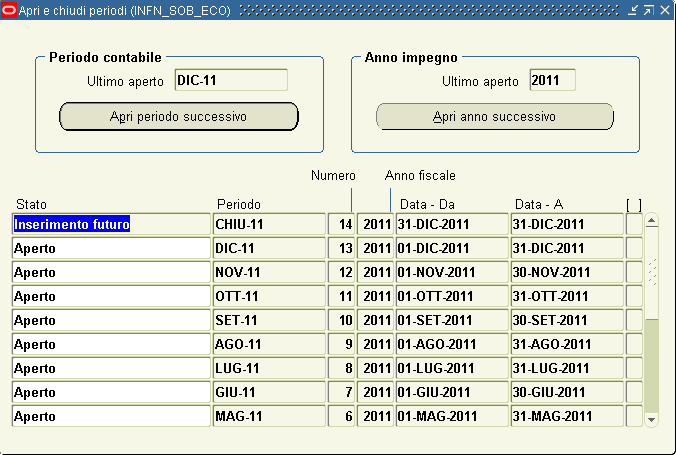 Apri e chiudi periodi (INFN_SOB_ECO)
Periodo contabile
Ultimo aperto DIC-11
Apri periodo successivo
Anno impegno
Ultimo aperto 2011
Apri anno successivo
Numero Anno fiscale
Stato Periodo Data - Da Data - A [ ]
Inserimento futuro CHIU-11 14 2011 31-DIC-2011 31-DIC-2011
Aperto DIC-11 13 2011 01-DIC-2011 31-DIC-2011
Aperto NOV-11 12 2011 01-NOV-2011 30-NOV-2011
Aperto OTT-11 11 2011 01-OTT-2011 31-OTT-2011
Aperto SET-11 10 2011 01-SET-2011 30-SET-2011
Aperto AGO-11 9 2011 01-AGO-2011 31-AGO-2011
Aperto LUG-11 8 2011 01-LUG-2011 31-LUG-2011
Aperto GIU-11 7 2011 01-GIU-2011 30-GIU-2011
Aperto MAG-11 6 2011 01-MAG-2011 31-MAG-2011